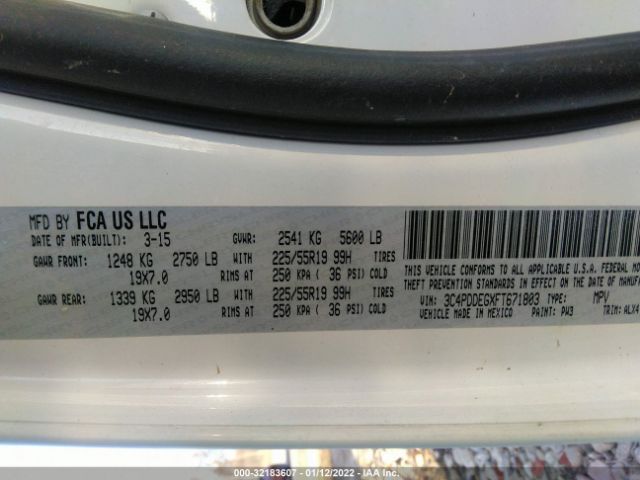 MFD BY FCA US LLC
DATE OF MFR(BUILT): 3-15 GVWR: 2541 KG 5600 LB
GAWR FRONT: 1248 KG 2750 LB WITH 225/55R19 99H TIRES
19X7.0 RIMS AT 250 KPA ( 36 PSI) COLD
GAWR REAR: 1339 KG 2950 LB WITH 225/55R19 99H TIRES
19X7.0 RIMS AT 250 KPA ( 36 PSI) COLD
THIS VEHICLE CONFORMS TO ALL APPLICABLE U.S.A. FEDERAL MO
THEFT PREVENTION STANDARDS IN EFFECT ON THE DATE OF MANUFA
VIN: 3C4PDDEGXFT671803 TYPE: MPV
VEHICLE MADE IN MEXICO PAINT: PW3 TRIM: ALX4
000-32183607 - 01/12/2022 - IAAI.COM